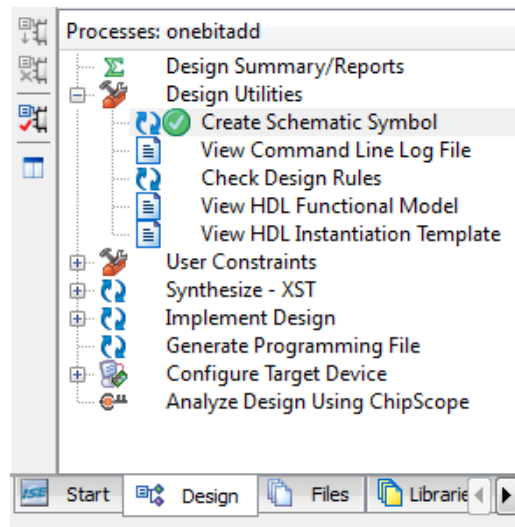 Processes: onebitadd
Design Summary/Reports
Design Utilities
Create Schematic Symbol
View Command Line Log File
Check Design Rules
View HDL Functional Model
View HDL Instantiation Template
User Constraints
Synthesize - XST
Implement Design
Generate Programming File
Configure Target Device
Analyze Design Using ChipScope
ISE Start Design Files Librarie